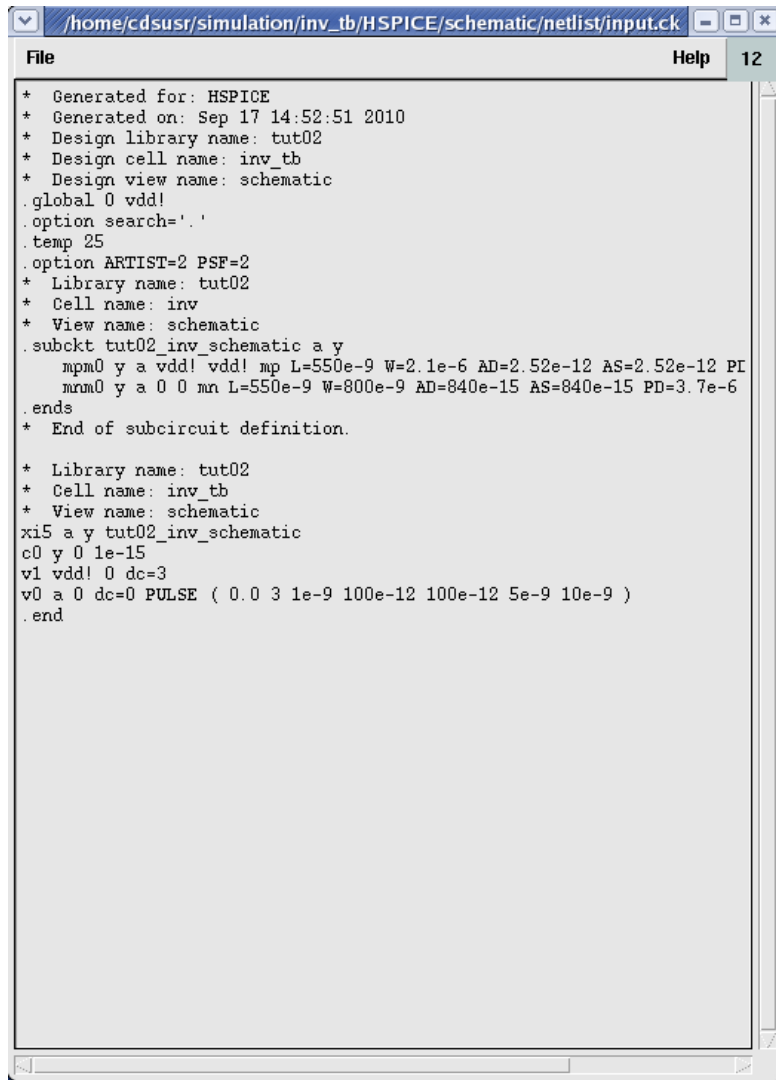 /home/cdsusr/simulation/inv_tb/HSPICE/schematic/netlist/input.ck
File Help 12
* Generated for: HSPICE
* Generated on: Sep 17 14:52:51 2010
* Design library name: tut02
* Design cell name: inv_tb
* Design view name: schematic
.global 0 vdd!
.option search='.'
.temp 25
.option ARTIST=2 PSF=2
* Library name: tut02
* Cell name: inv
* View name: schematic
.subckt tut02_inv_schematic a y
mpm0 y a vdd! vdd! mp L=550e-9 W=2.1e-6 AD=2.52e-12 AS=2.52e-12 PD
mnm0 y a 0 0 mn L=550e-9 W=800e-9 AD=840e-15 AS=840e-15 PD=3.7e-6
.ends
* End of subcircuit definition.
* Library name: tut02
* Cell name: inv_tb
* View name: schematic
xi5 a y tut02_inv_schematic
c0 y 0 1e-15
v1 vdd! 0 dc=3
v0 a 0 dc=0 PULSE ( 0.0 3 1e-9 100e-12 100e-12 5e-9 10e-9 )
.end